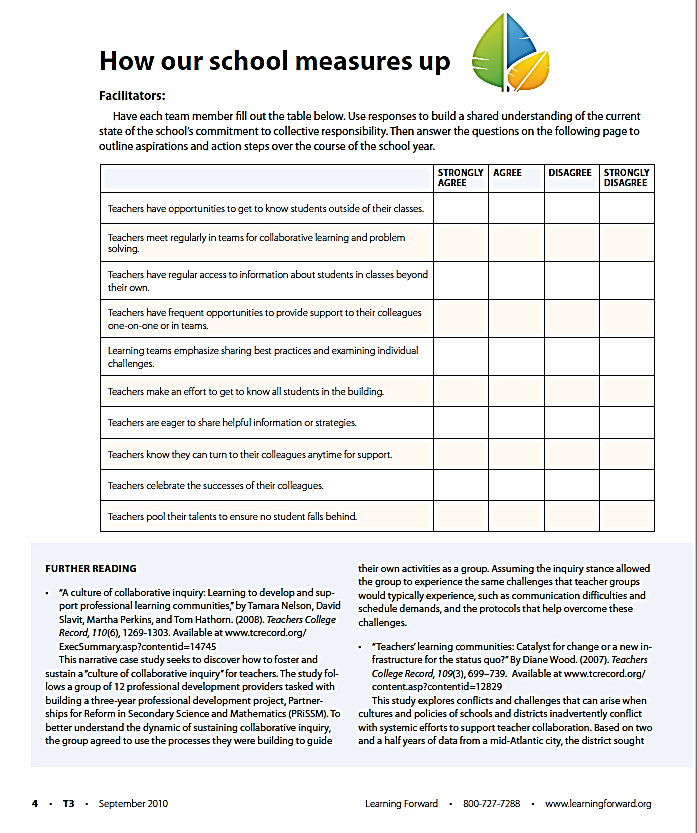 How our school measures up
Facilitators:
Have each team member fill out the table below. Use responses to build a shared understanding of the current
state of the school's commitment to collective responsibility. Then answer the questions on the following page to
outline aspirations and action steps over the course of the school year.
STRONGLY AGREE AGREE DISAGREE STRONGLY DISAGREE
Teachers have opportunities to get to know students outside of their classes.
Teachers meet regularly in teams for collaborative learning and problem
solving.
Teachers have regular access to information about students in classes beyond
their own.
Teachers have frequent opportunities to provide support to their colleagues
one-on-one or in teams.
Learning teams emphasize sharing best practices and examining individual
challenges.
Teachers make an effort to get to know all students in the building.
Teachers are eager to share helpful information or strategies.
Teachers know they can turn to their colleagues anytime for support.
Teachers celebrate the successes of their colleagues.
Teachers pool their talents to ensure no student falls behind.
FURTHER READING
• "A culture of collaborative inquiry: Learning to develop and sup-
port professional learning communities," by Tamara Nelson, David
Slavit, Martha Perkins, and Tom Hathorn. (2008). Teachers College
Record, 110(6), 1269-1303. Available at www.tcrecord.org/
ExecSummary.asp?contentid=14745
This narrative case study seeks to discover how to foster and
sustain a "culture of collaborative inquiry" for teachers. The study fol-
lows a group of 12 professional development providers tasked with
building a three-year professional development project, Partner-
ships for Reform in Secondary Science and Mathematics (PRiSSM). To
better understand the dynamic of sustaining collaborative inquiry,
the group agreed to use the processes they were building to guide
their own activities as a group. Assuming the inquiry stance allowed
the group to experience the same challenges that teacher groups
would typically experience, such as communication difficulties and
schedule demands, and the protocols that help overcome these
challenges.
• "Teachers' learning communities: Catalyst for change or a new in-
frastructure for the status quo?" By Diane Wood. (2007). Teachers
College Record, 109(3), 699–739. Available at www.tcrecord.org/
content.asp?contentid=12829
This study explores conflicts and challenges that can arise when
cultures and policies of schools and districts inadvertently conflict
with systemic efforts to support teacher collaboration. Based on two
and a half years of data from a mid-Atlantic city, the district sought
4 • T3 • September 2010
Learning Forward • 800-727-7288 • www.learningforward.org